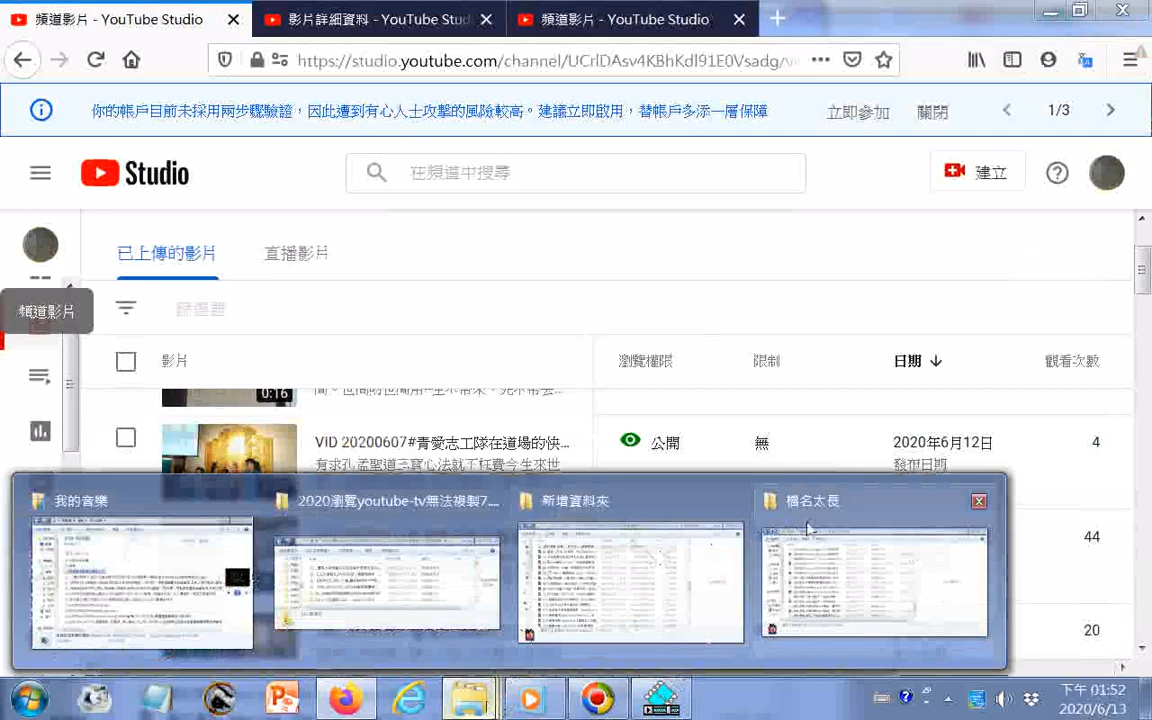 頻道影片 - YouTube Studio
影片詳細資料 - YouTube Stud
頻道影片 - YouTube Studio
https://studio.youtube.com/channel/UCrlDAsv4KBhKdl91E0Vsadg/v
你的帳戶目前未採用兩步驟驗證，因此遭到有心人士攻擊的風險較高。建議立即啟用，替帳戶多添一層保障
立即參加
關閉
1/3
Studio
在頻道中搜尋
建立
已上傳的影片
直播影片
頻道影片
篩選器
影片
瀏覽權限
限制
日期
觀看次數
0:16
VID 20200607#青愛志工隊在道場的快...
公開
無
2020年6月12日
4
有求孔孟聖道三寶心法就不枉費今生來世
發布日期
我的音樂
2020瀏覽youtube-tv無法複製7....
新增資料夾
檔名太長
44
20
下午 01:52
2020/6/13